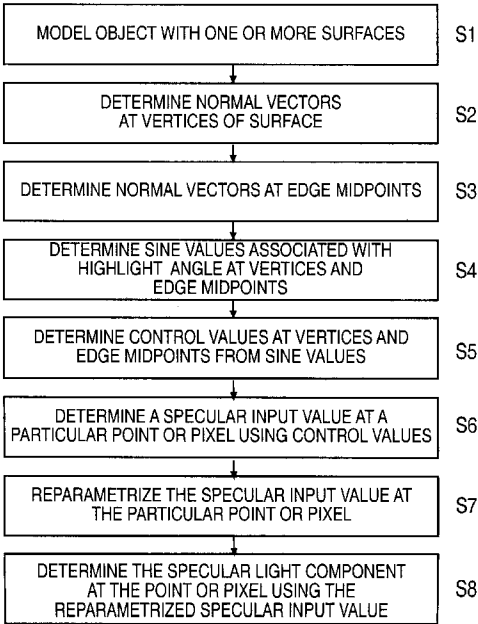 MODEL OBJECT WITH ONE OR MORE SURFACES S1
DETERMINE NORMAL VECTORS
AT VERTICES OF SURFACE S2
DETERMINE NORMAL VECTORS AT EDGE MIDPOINTS S3
DETERMINE SINE VALUES ASSOCIATED WITH
HIGHLIGHT ANGLE AT VERTICES AND S4
EDGE MIDPOINTS
DETERMINE CONTROL VALUES AT VERTICES AND
EDGE MIDPOINTS FROM SINE VALUES S5
DETERMINE A SPECULAR INPUT VALUE AT A
PARTICULAR POINT OR PIXEL USING CONTROL VALUES S6
REPARAMETRIZE THE SPECULAR INPUT VALUE AT
THE PARTICULAR POINT OR PIXEL S7
DETERMINE THE SPECULAR LIGHT COMPONENT
AT THE POINT OR PIXEL USING THE S8
REPARAMETRIZED SPECULAR INPUT VALUE